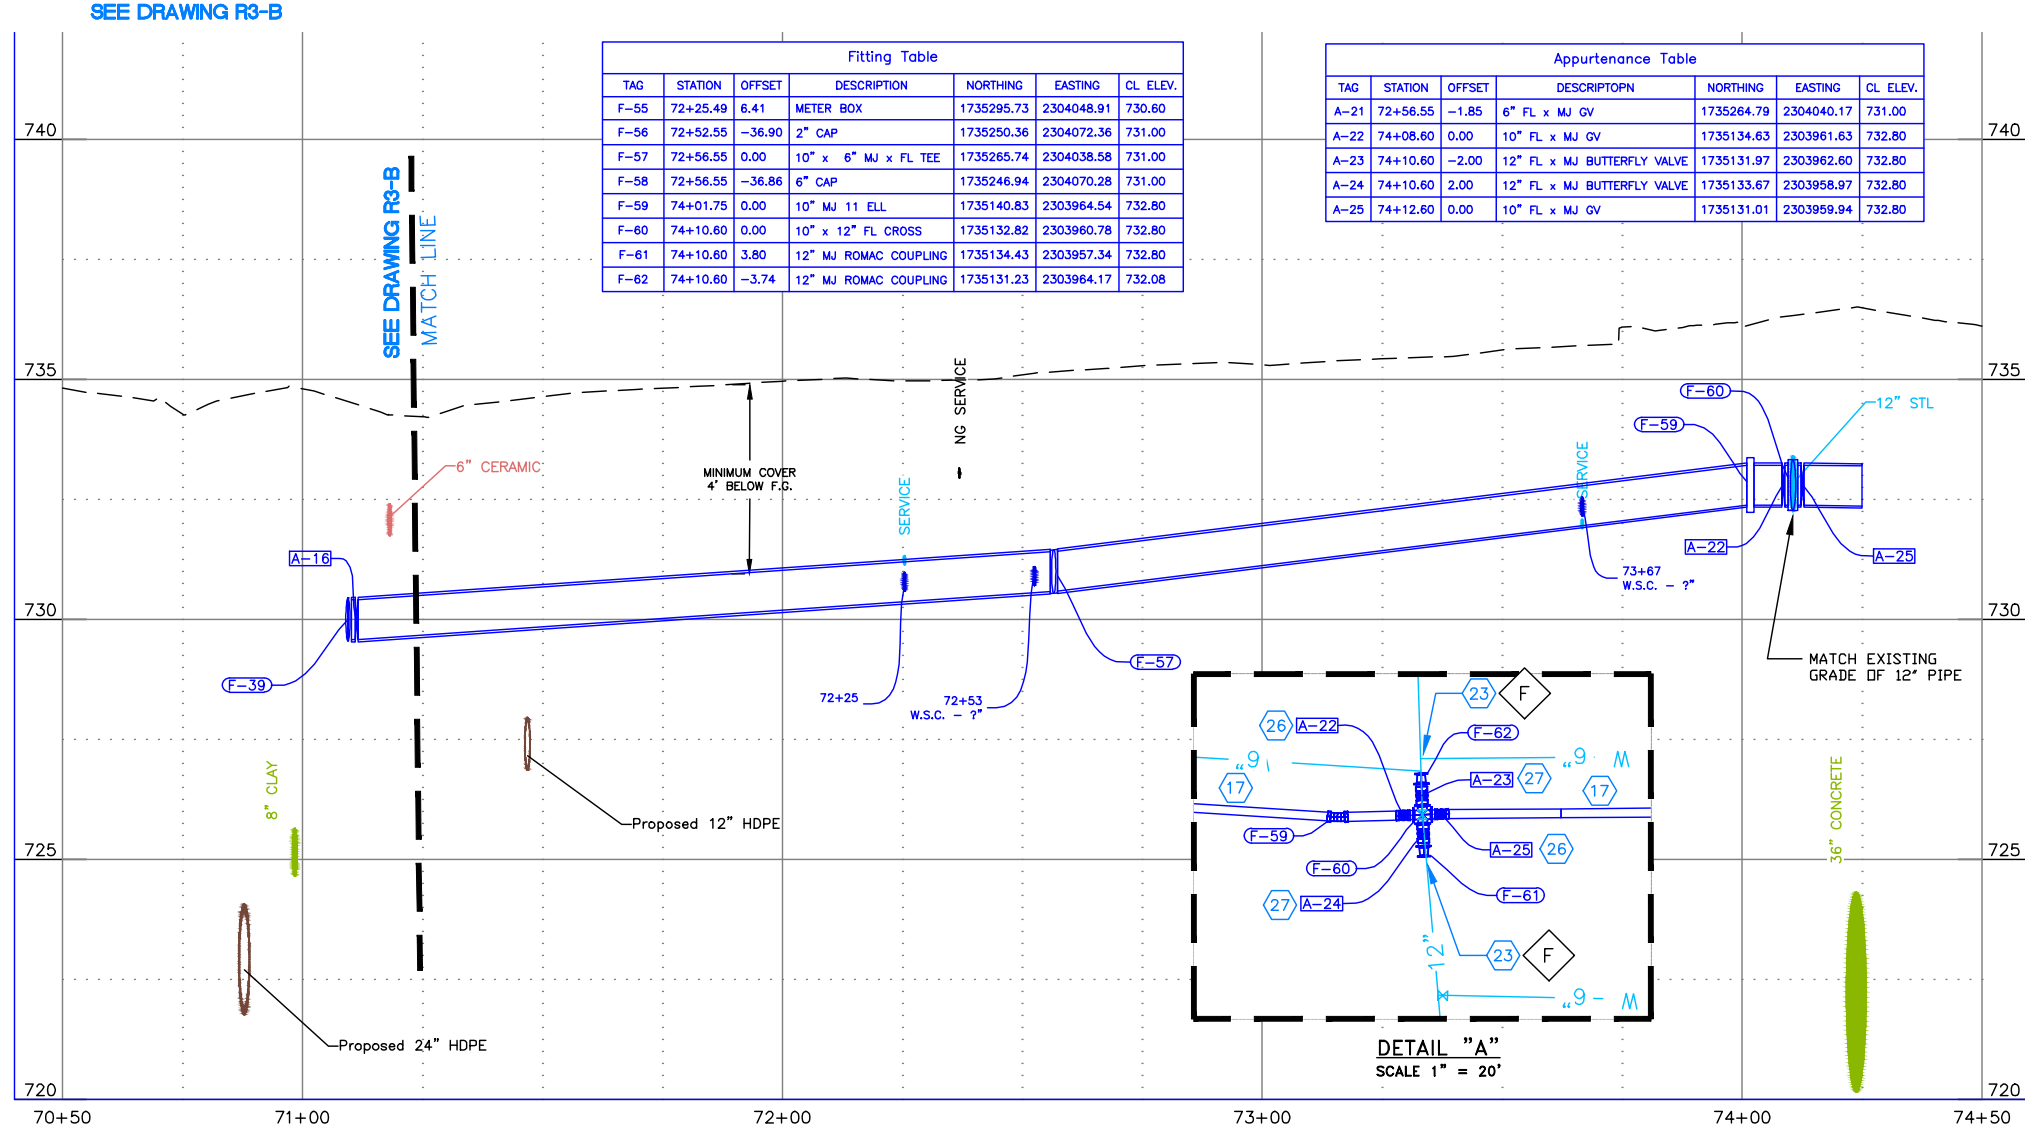 SEE DRAWING R3-B
Fitting Table
TAG STATION OFFSET DESCRIPTION NORTHING EASTING CL ELEV.
F-55 72+25.49 6.41 METER BOX 1735295.73 2304048.91 730.60
F-56 72+52.55 -36.90 2" CAP 1735250.36 2304072.36 731.00
F-57 72+56.55 0.00 10" x 6" MJ x FL TEE 1735265.74 2304038.58 731.00
F-58 72+56.55 -36.86 6" CAP 1735246.94 2304070.28 731.00
F-59 74+01.75 0.00 10" MJ 11 ELL 1735140.83 2303964.54 732.80
F-60 74+10.60 0.00 10" x 12" FL CROSS 1735132.82 2303960.78 732.80
F-61 74+10.60 3.80 12" MJ ROMAC COUPLING 1735134.43 2303957.34 732.80
F-62 74+10.60 -3.74 12" MJ ROMAC COUPLING 1735131.23 2303964.17 732.08
Appurtenance Table
TAG STATION OFFSET DESCRIPTOPN NORTHING EASTING CL ELEV.
A-21 72+56.55 -1.85 6" FL x MJ GV 1735264.79 2304040.17 731.00
A-22 74+08.60 0.00 10" FL x MJ GV 1735134.63 2303961.63 732.80
A-23 74+10.60 -2.00 12" FL x MJ BUTTERFLY VALVE 1735131.97 2303962.60 732.80
A-24 74+10.60 2.00 12" FL x MJ BUTTERFLY VALVE 1735133.67 2303958.97 732.80
A-25 74+12.60 0.00 10" FL x MJ GV 1735131.01 2303959.94 732.80
740
740
SEE DRAWING R3-B
MATCH LINE
735
735
NG SERVICE
F-60
12" STL
F-59
6" CERAMIC
MINIMUM COVER
4' BELOW F.G.
SERVICE
SERVICE
A-16
A-22
A-25
73+67
W.S.C. - ?"
730
730
F-57
MATCH EXISTING
GRADE OF 12" PIPE
F-39
72+25
72+53
W.S.C. - ?"
23
F
26
A-22
F-62
6"
6" W
17
A-23
27
17
8" CLAY
36" CONCRETE
Proposed 12" HDPE
F-59
A-25
26
F-60
725
725
27
A-24
F-61
12"
23
F
6" - W
Proposed 24" HDPE
DETAIL "A"
SCALE 1" = 20'
720
720
70+50
71+00
72+00
73+00
74+00
74+50